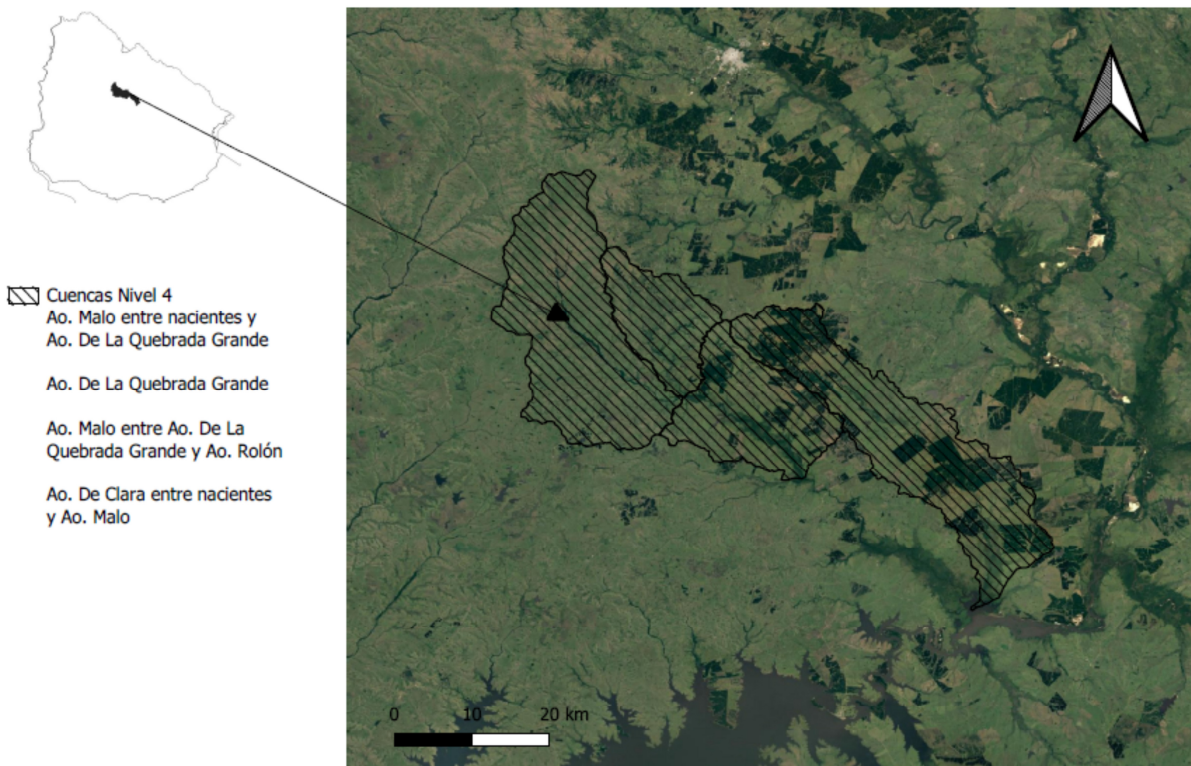 Cuencas Nivel 4
Ao. Malo entre nacientes y
Ao. De La Quebrada Grande
Ao. De La Quebrada Grande
Ao. Malo entre Ao. De La
Quebrada Grande y Ao. Rolón
Ao. De Clara entre nacientes
y Ao. Malo
0 10 20 km